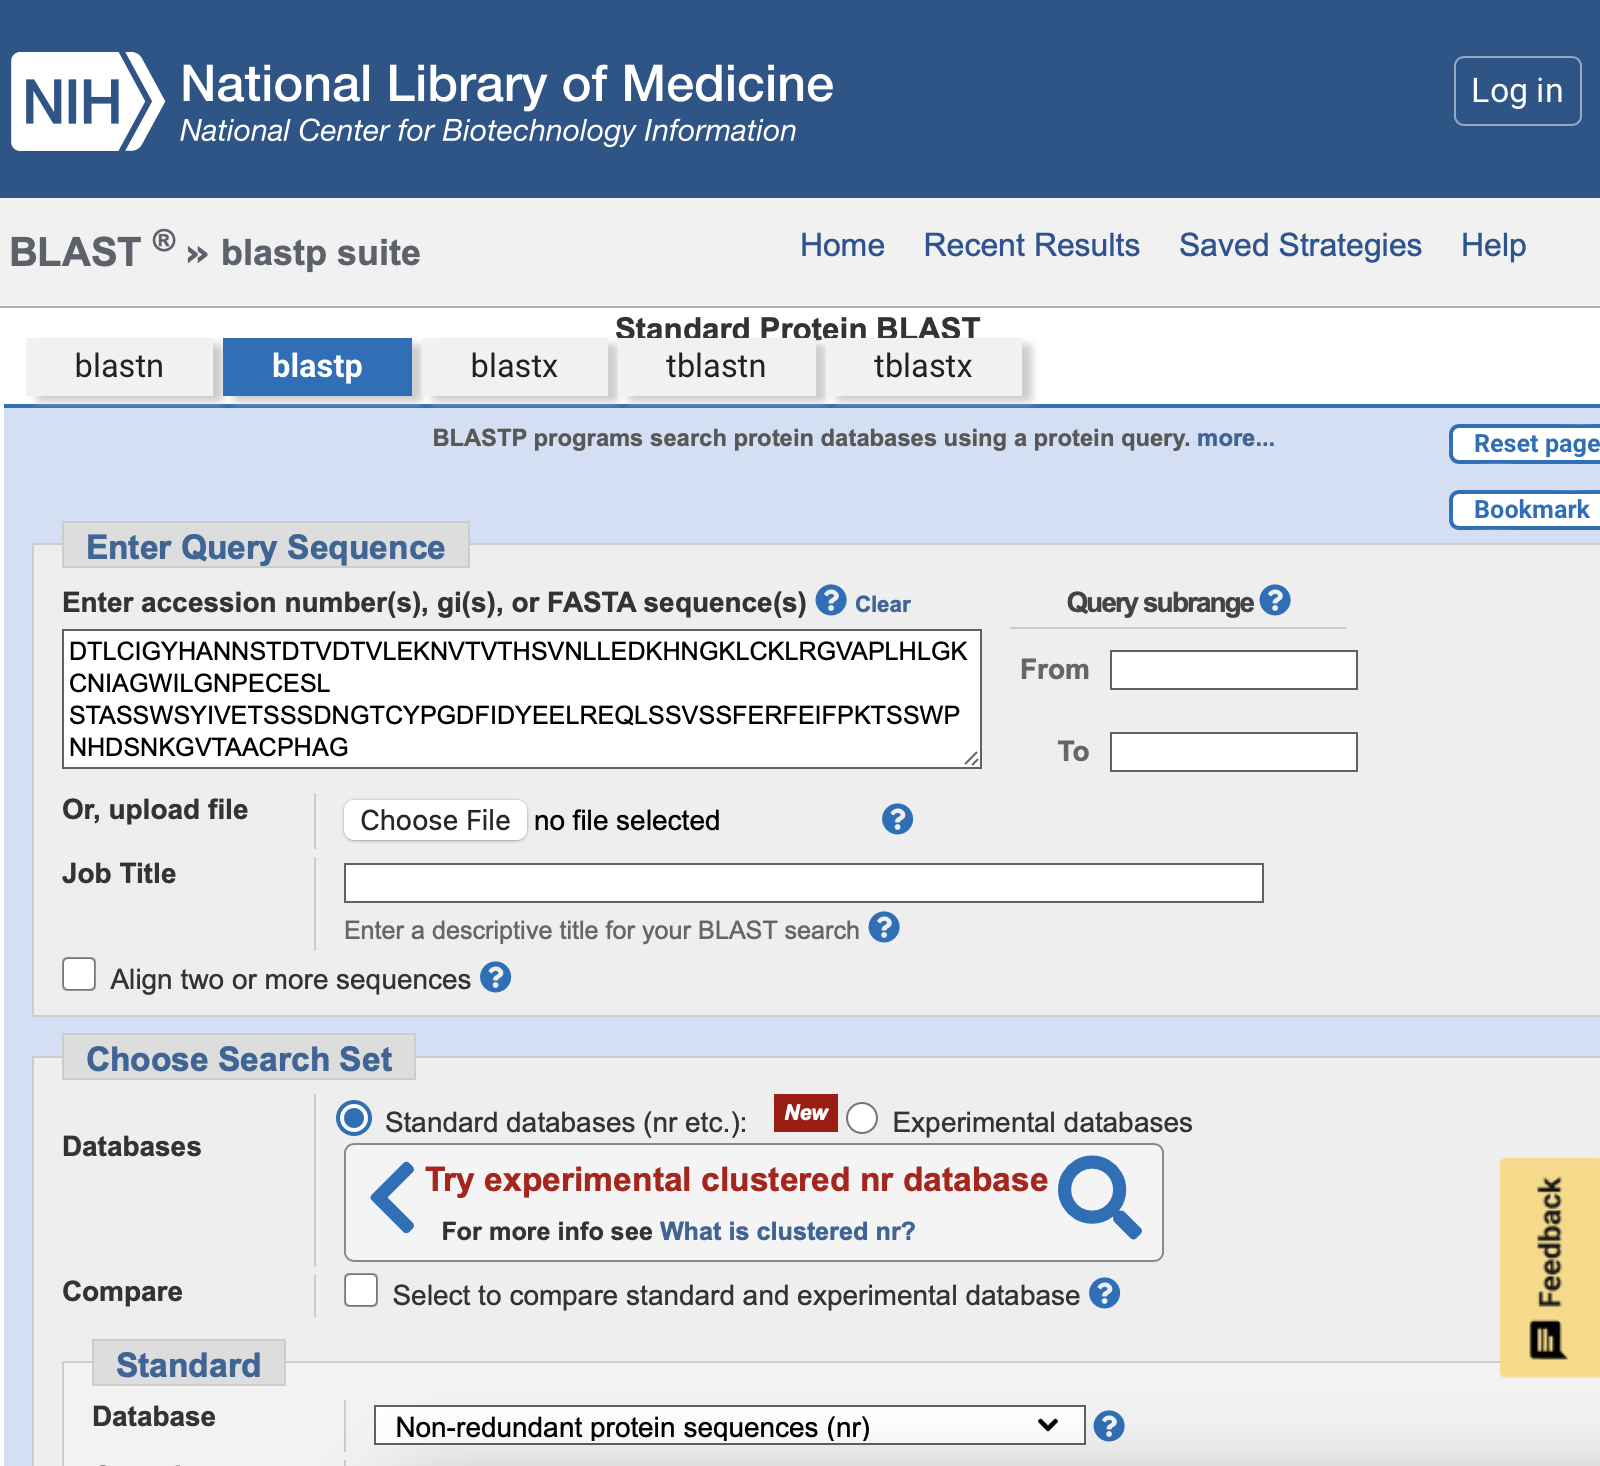 NIH National Library of Medicine
National Center for Biotechnology Information
Log in
BLAST ® » blastp suite
Home Recent Results Saved Strategies Help
Standard Protein BLAST
blastn blastp blastx tblastn tblastx
BLASTP programs search protein databases using a protein query. more...
Reset page
Bookmark
Enter Query Sequence
Enter accession number(s), gi(s), or FASTA sequence(s) ? Clear
Query subrange ?
DTLCIGYHANNSTDTVDTVLEKNVTVTHSVNLLEDKHNGKLCKLRGVAPLHLGK
CNIAGWILGNPECESL
STASSWSYIVETSSSDNGTCYPGDFIDYEELREQLSSVSSFERFEIFPKTSSWP
NHDSNKGVTAACPHAG
From
To
Or, upload file
Choose File no file selected ?
Job Title
Enter a descriptive title for your BLAST search ?
Align two or more sequences ?
Choose Search Set
Databases
Standard databases (nr etc.): New Experimental databases
Try experimental clustered nr database
For more info see What is clustered nr?
Feedback
Compare
Select to compare standard and experimental database ?
Standard
Database
Non-redundant protein sequences (nr) ?